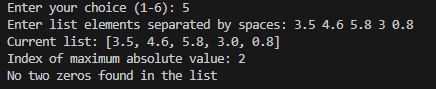 Enter your choice (1-6): 5
Enter list elements separated by spaces: 3.5 4.6 5.8 3 0.8
Current list: [3.5, 4.6, 5.8, 3.0, 0.8]
Index of maximum absolute value: 2
No two zeros found in the list